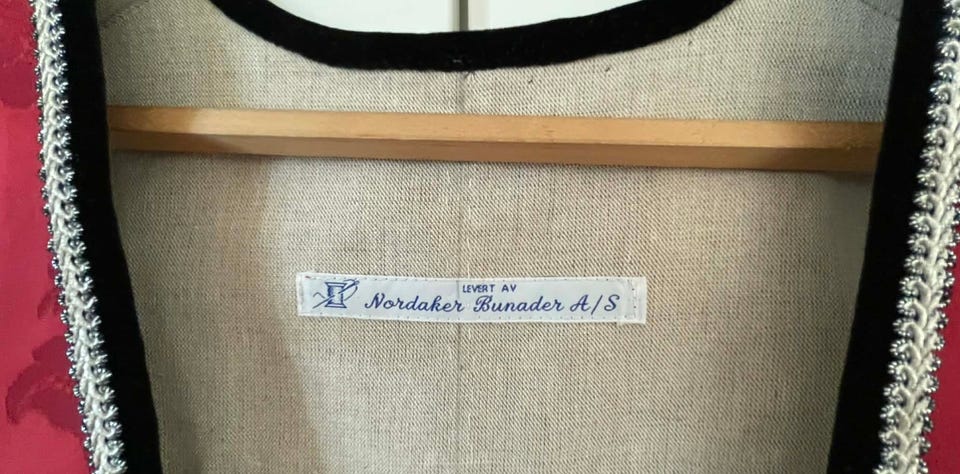 LEVERT AV
Nordaker Bunader A/S